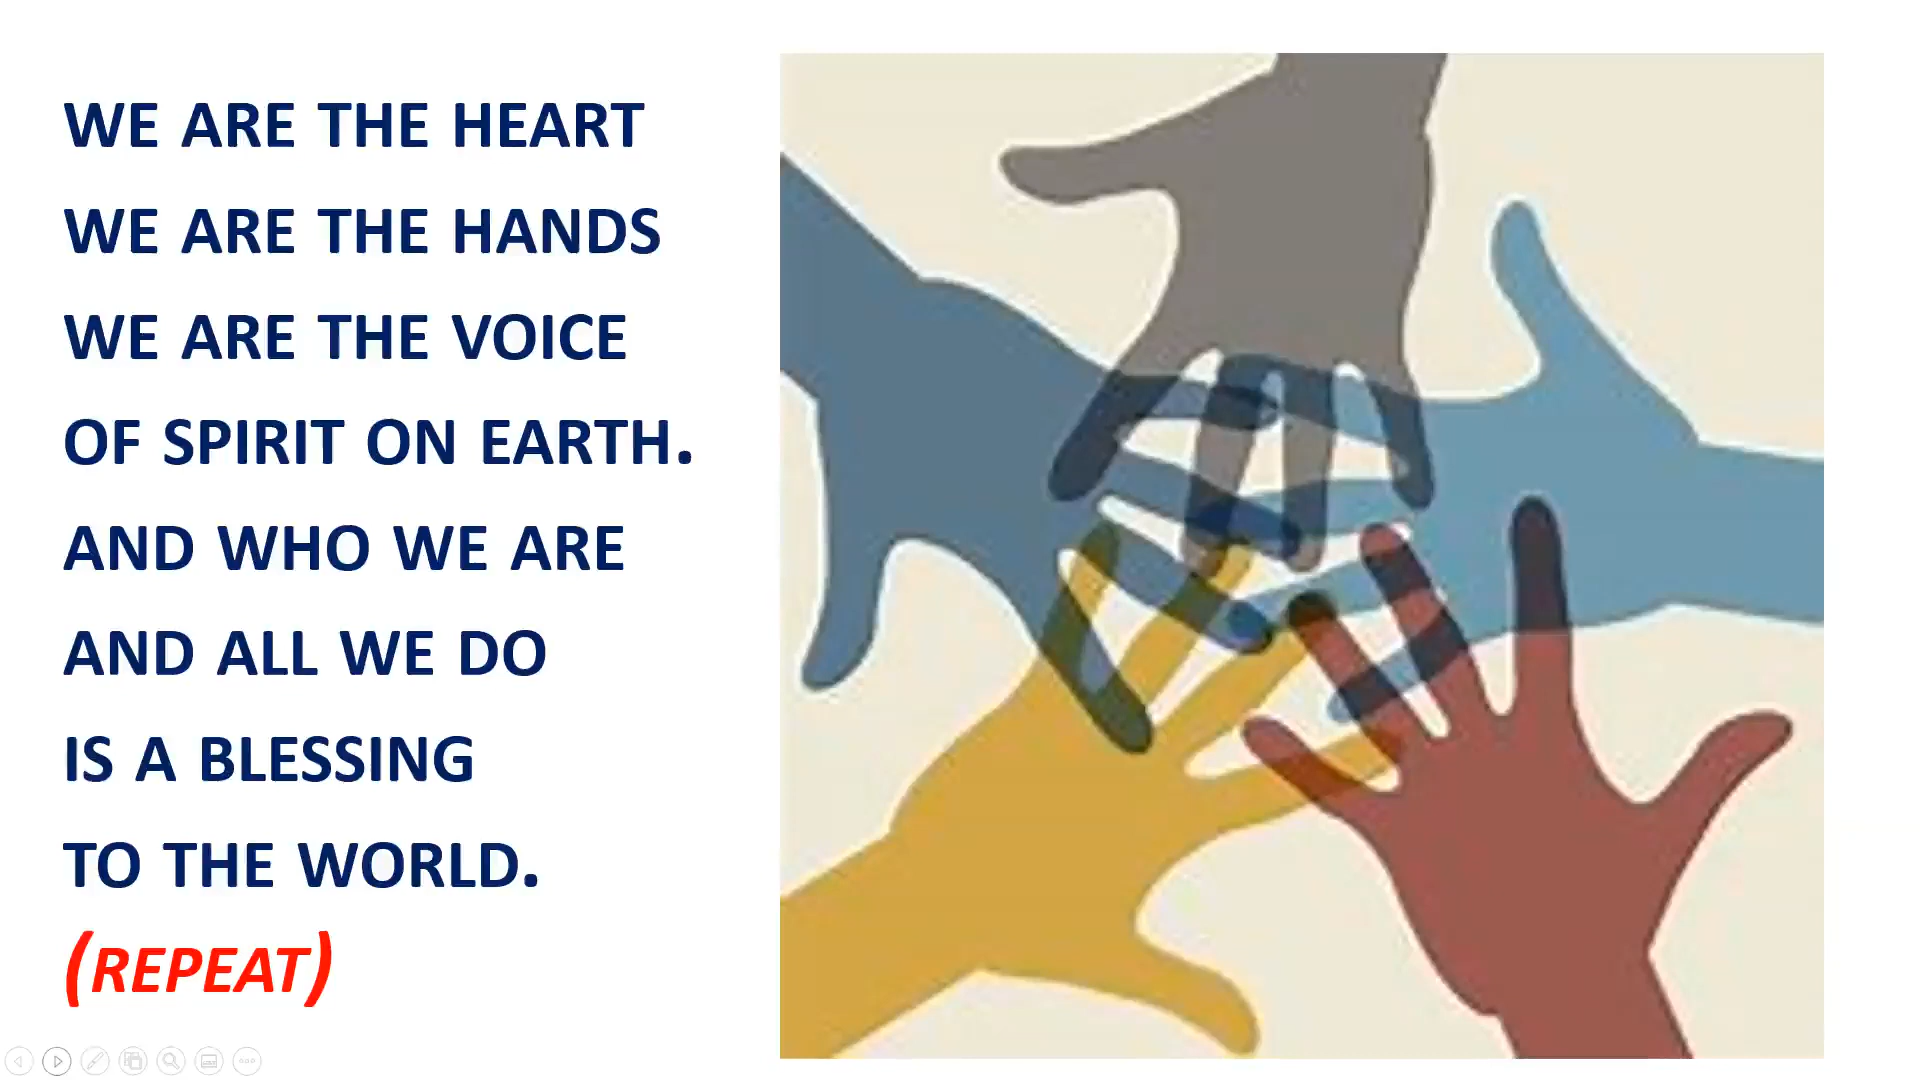 WE ARE THE HEART
WE ARE THE HANDS
WE ARE THE VOICE
OF SPIRIT ON EARTH.
AND WHO WE ARE
AND ALL WE DO
IS A BLESSING
TO THE WORLD.
(REPEAT)